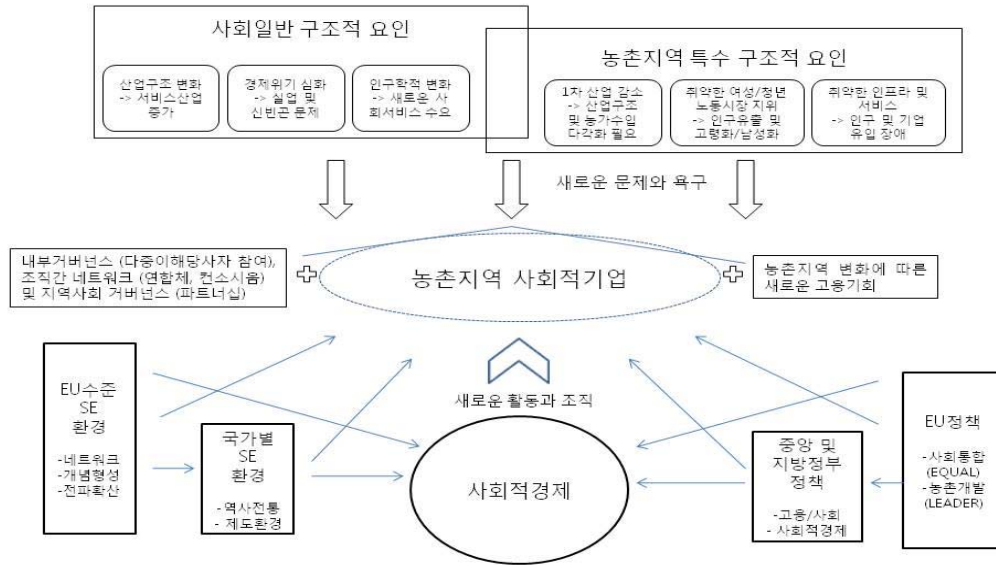 사회일반 구조적 요인
산업구조 변화
-> 서비스산업
증가
경제위기 심화
-> 실업 및
신빈곤 문제
인구학적 변화
-> 새로운 사
회서비스 수요
농촌지역 특수 구조적 요인
1차 산업 감소
-> 산업구조
및 농가수입
다각화 필요
취약한 여성/청년
노동시장 지위
-> 인구유출 및
고령화/남성화
취약한 인프라 및
서비스
-> 인구 및 기업
유입 장애
새로운 문제와 욕구
내부거버넌스 (다중이해당사자 참여),
조직간 네트워크 (연합체, 컨소시움)
및 지역사회 거버넌스 (파트너십)
농촌지역 사회적기업
농촌지역 변화에 따른
새로운 고용기회
EU수준
SE
환경
-네트워크
-개념형성
-전파확산
국가별
SE
환경
-역사전통
- 제도환경
새로운 활동과 조직
사회적경제
중앙 및
지방정부
정책
-고용/사회
- 사회적경제
EU정책
-사회통합
(EQUAL)
-농촌개발
(LEADER)